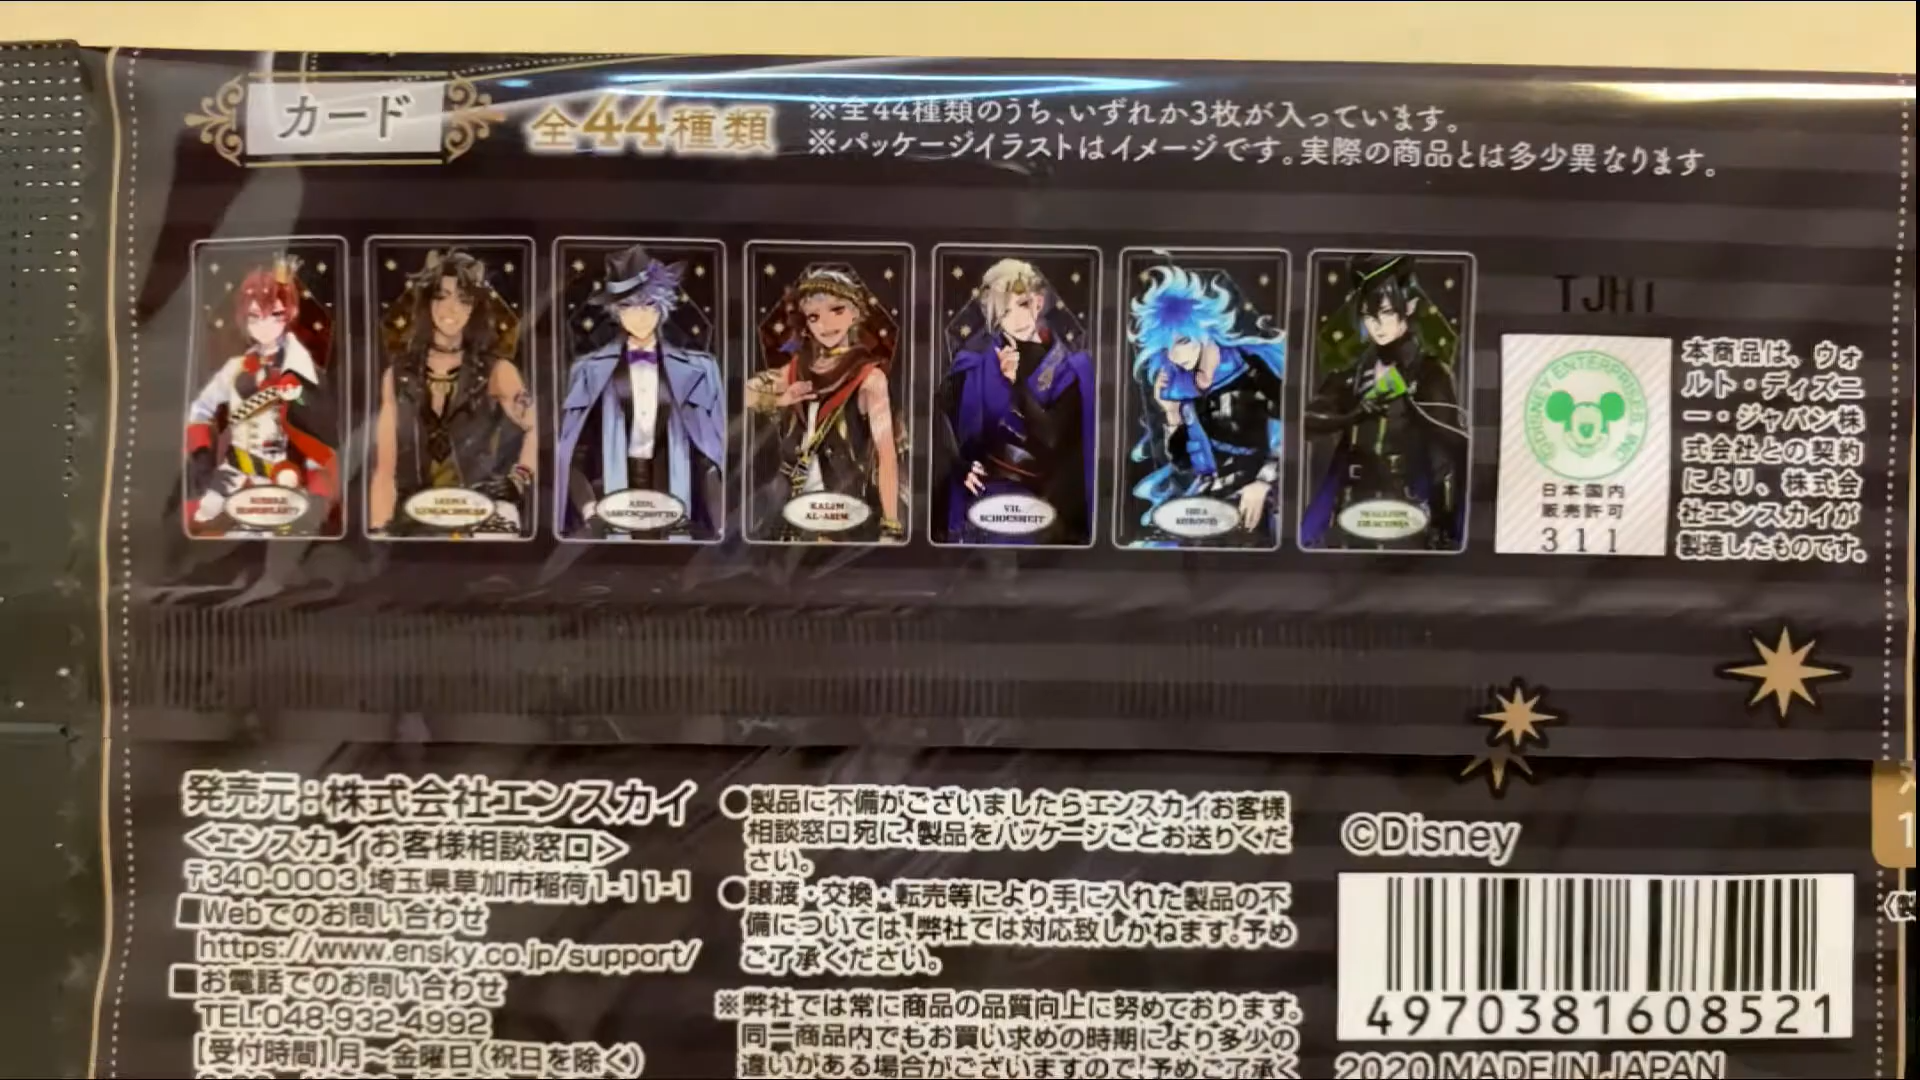 カード
全44種類
※全44種類のうち、いずれか3枚が入っています。
※パッケージイラストはイメージです。実際の商品とは多少異なります。
KALIM
AL-ASIM
VIL
SCHOENHEIT
TJH1
DISNEY ENTERPRISES INC
日本国内
販売許可
311
本商品は、ウォ
ルト・ディズニ
ー・ジャパン株
式会社との契約
により、株式会
社エンスカイが
製造したものです。
発売元:株式会社エンスカイ
<エンスカイお客様相談窓口>
〒340-0003 埼玉県草加市稲荷1-11-1
■Webでのお問い合わせ
https://www.ensky.co.jp/support/
■お電話でのお問い合わせ
TEL:048-932-4992
【受付時間】月〜金曜日(祝日を除く)
●製品に不備がございましたらエンスカイお客様
相談窓口宛に、製品をパッケージごとお送りくだ
さい。
●譲渡・交換・転売等により手に入れた製品の不
備については、弊社では対応致しかねます。予め
ご了承ください。
※弊社では常に商品の品質向上に努めております。
同一商品内でもお買い求めの時期により多少の
違いがある場合がございますので、予めご了承く
©Disney
4970381608521
2020 MADE IN JAPAN